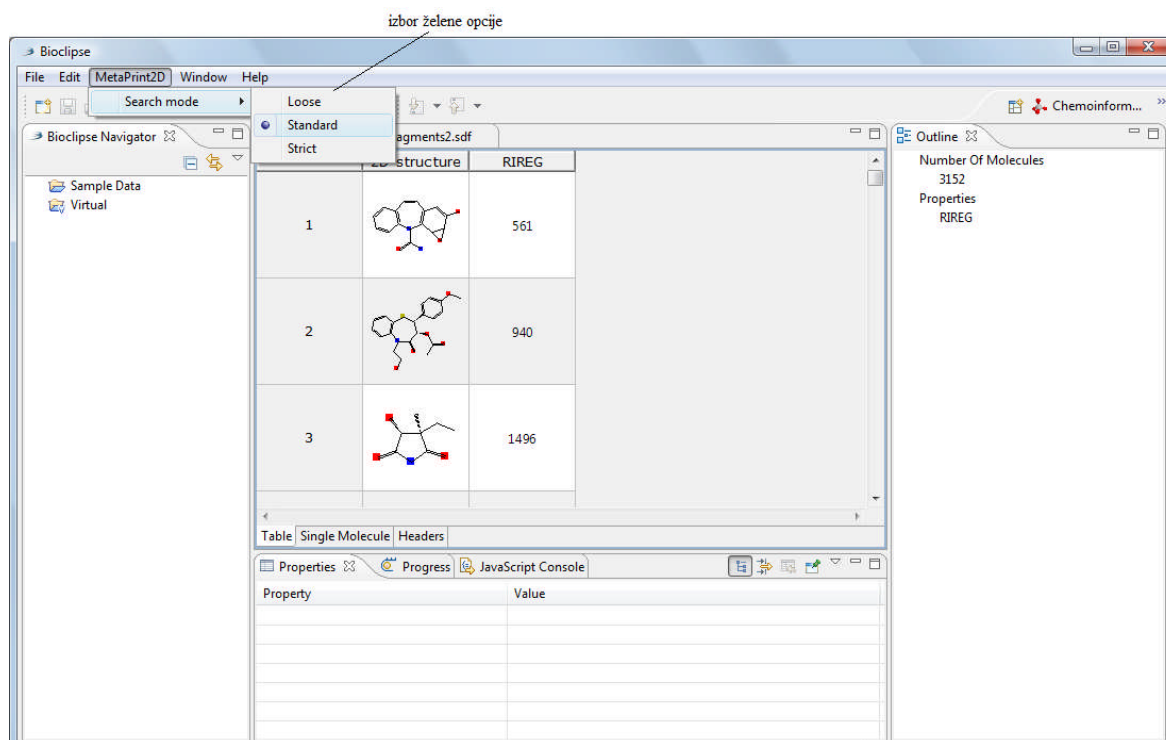 izbor želene opcije
Bioclipse
File Edit MetaPrint2D Window Help
Search mode
Loose
Standard
Strict
Chemoinform...
Bioclipse Navigator
Sample Data
Virtual
agments2.sdf
2D-structure RIREG
1 561
2 940
3 1496
Table Single Molecule Headers
Outline
Number Of Molecules
3152
Properties
RIREG
Properties Progress JavaScript Console
Property Value